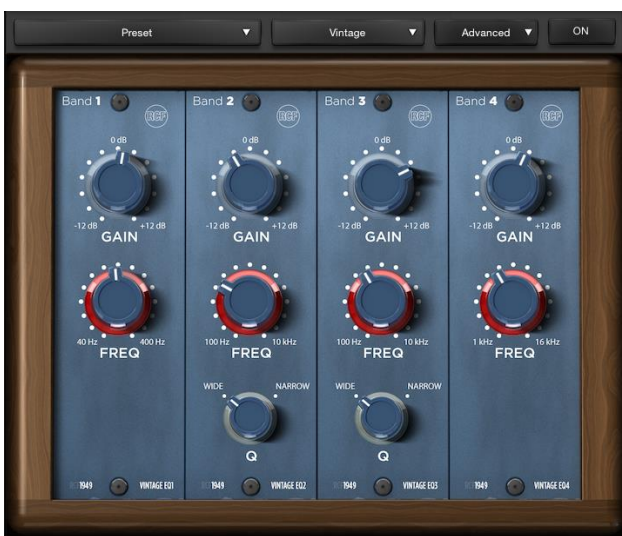 Preset ▼ Vintage ▼ Advanced ▼ ON
Band 1 Band 2 Band 3 Band 4
RCF RCF RCF RCF
0 dB 0 dB 0 dB 0 dB
-12 dB +12 dB -12 dB +12 dB -12 dB +12 dB -12 dB +12 dB
GAIN GAIN GAIN GAIN
40 Hz 400 Hz 100 Hz 10 kHz 100 Hz 10 kHz 1 kHz 16 kHz
FREQ FREQ FREQ FREQ
WIDE NARROW WIDE NARROW
Q Q
1949 VINTAGE EQ1 1949 VINTAGE EQ2 1949 VINTAGE EQ3 1949 VINTAGE EQ4